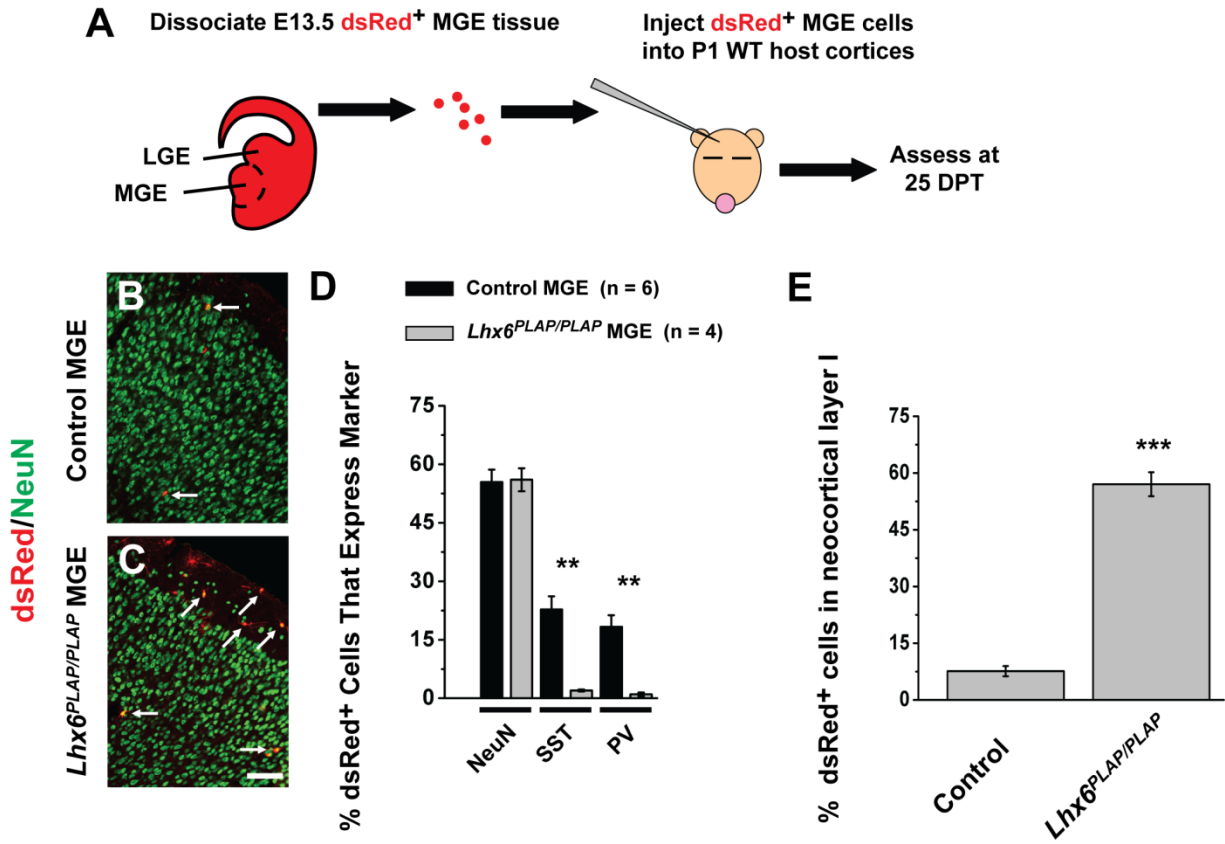 A
Dissociate E13.5 dsRed+ MGE tissue
Inject dsRed+ MGE cells
into P1 WT host cortices
LGE
MGE
Assess at
25 DPT
dsRed/NeuN
Control MGE
B
Lhx6PLAP/PLAP MGE
C
D
Control MGE (n = 6)
Lhx6PLAP/PLAP MGE (n = 4)
% dsRed+ Cells That Express Marker
75
60
45
30
15
0
**
**
NeuN
SST
PV
E
% dsRed+ cells in neocortical layer I
75
60
45
30
15
0
***
Control
Lhx6PLAP/PLAP